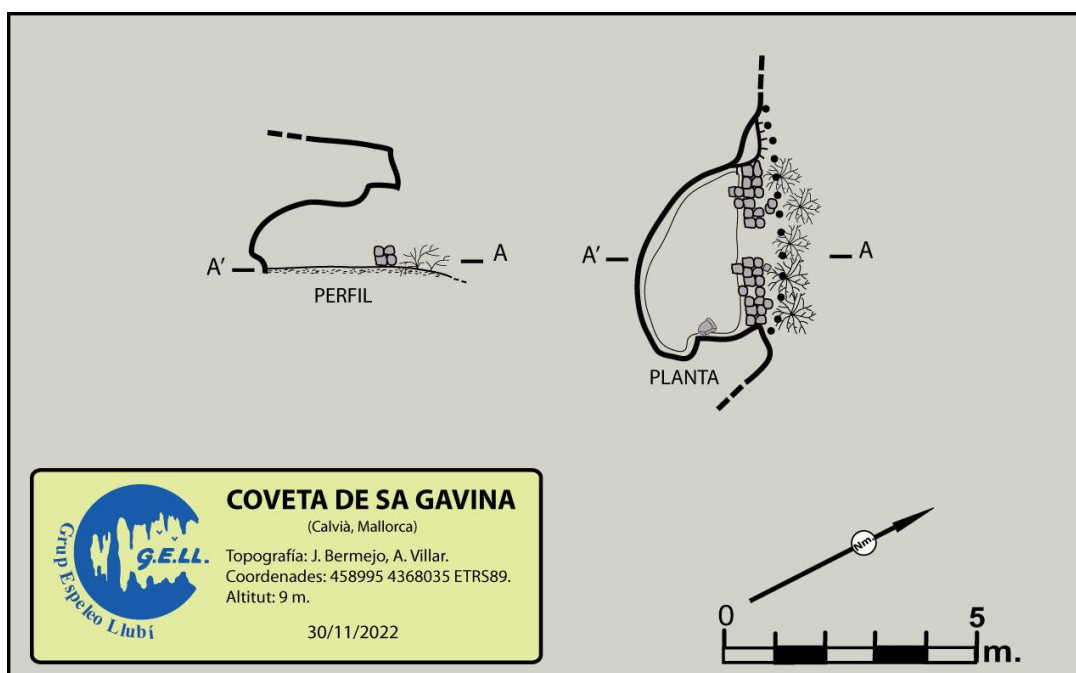 A' A
PERFIL
A' A
PLANTA
Grup Espeleo Llubí
G.E.LL.
COVETA DE SA GAVINA
(Calvià, Mallorca)
Topografía: J. Bermejo, A. Villar.
Coordenades: 458995 4368035 ETRS89.
Altitut: 9 m.
30/11/2022
Nm.
0 5
m.